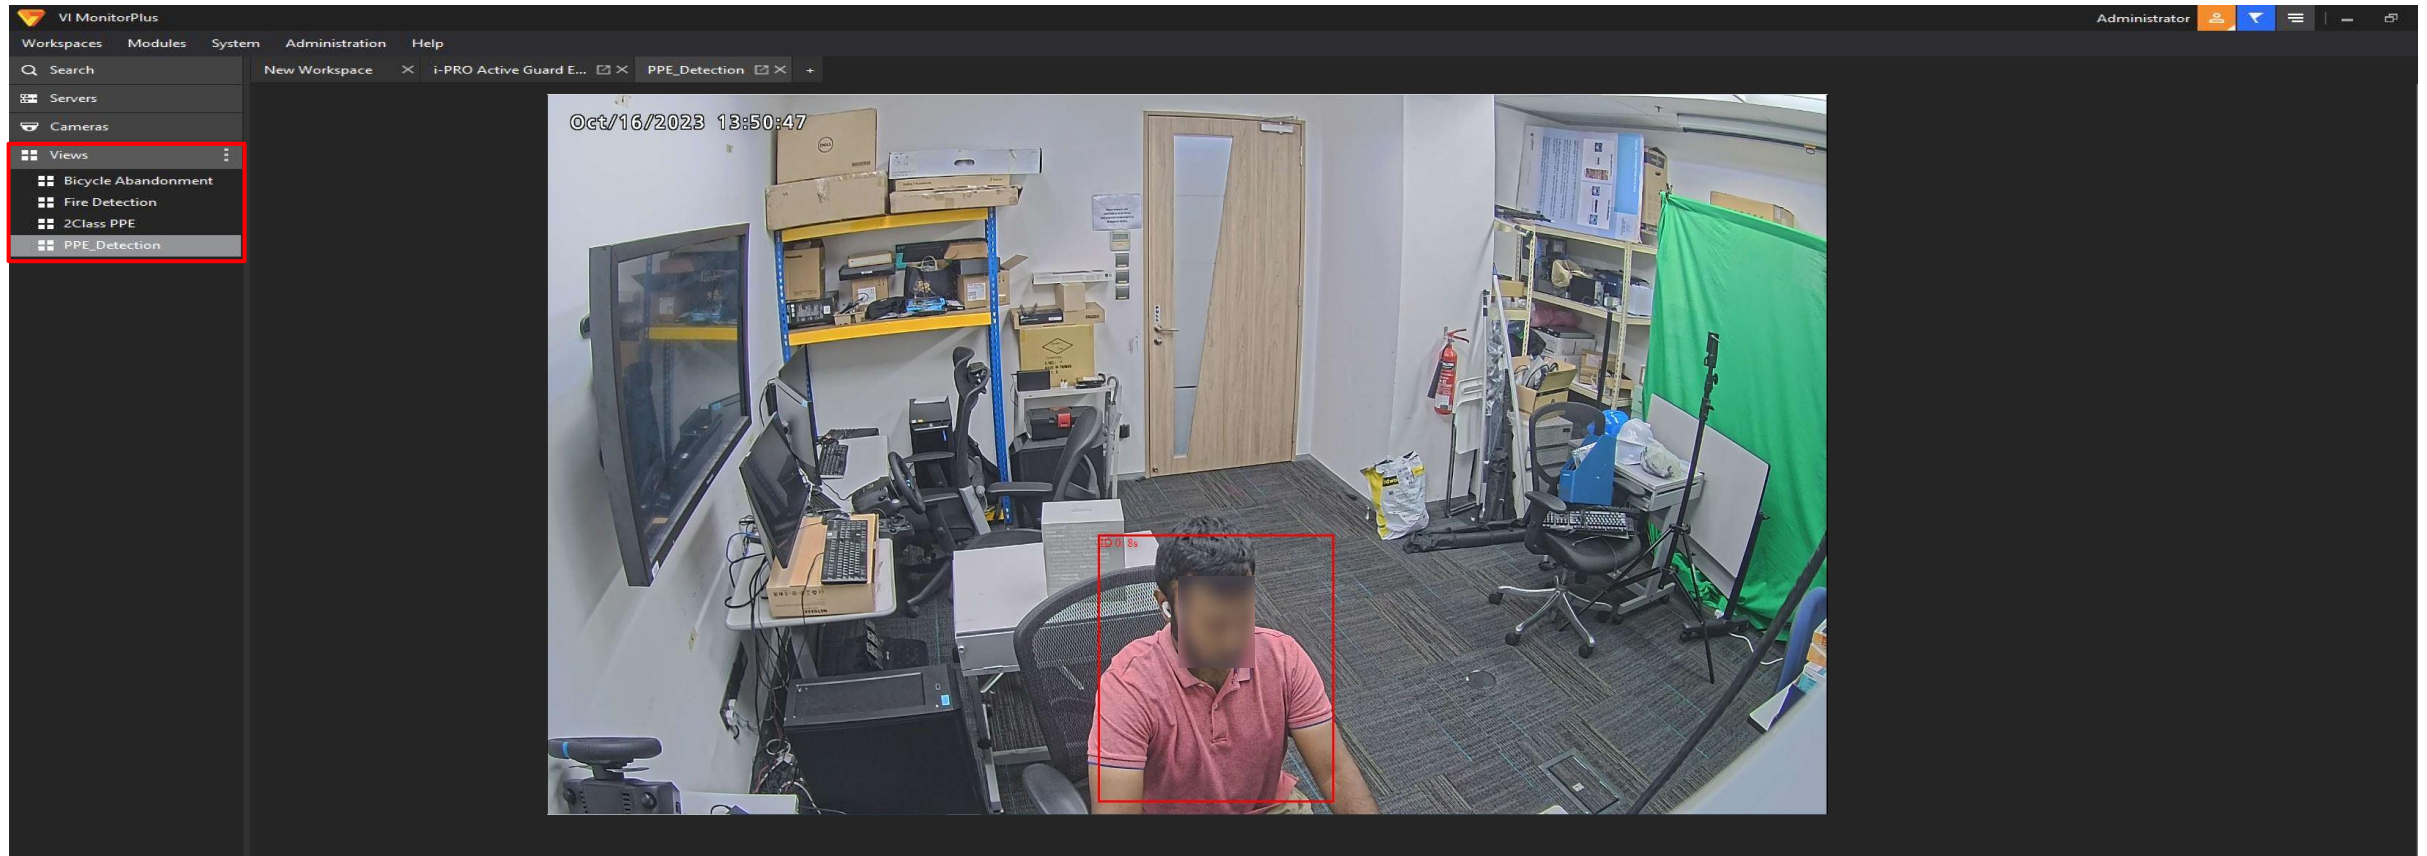 VI MonitorPlus
Administrator
Workspaces Modules System Administration Help
Search
New Workspace
i-PRO Active Guard E...
PPE_Detection
Servers
Cameras
Views
Bicycle Abandonment
Fire Detection
2Class PPE
PPE_Detection
Oct/16/2023 13:50:47
DELL